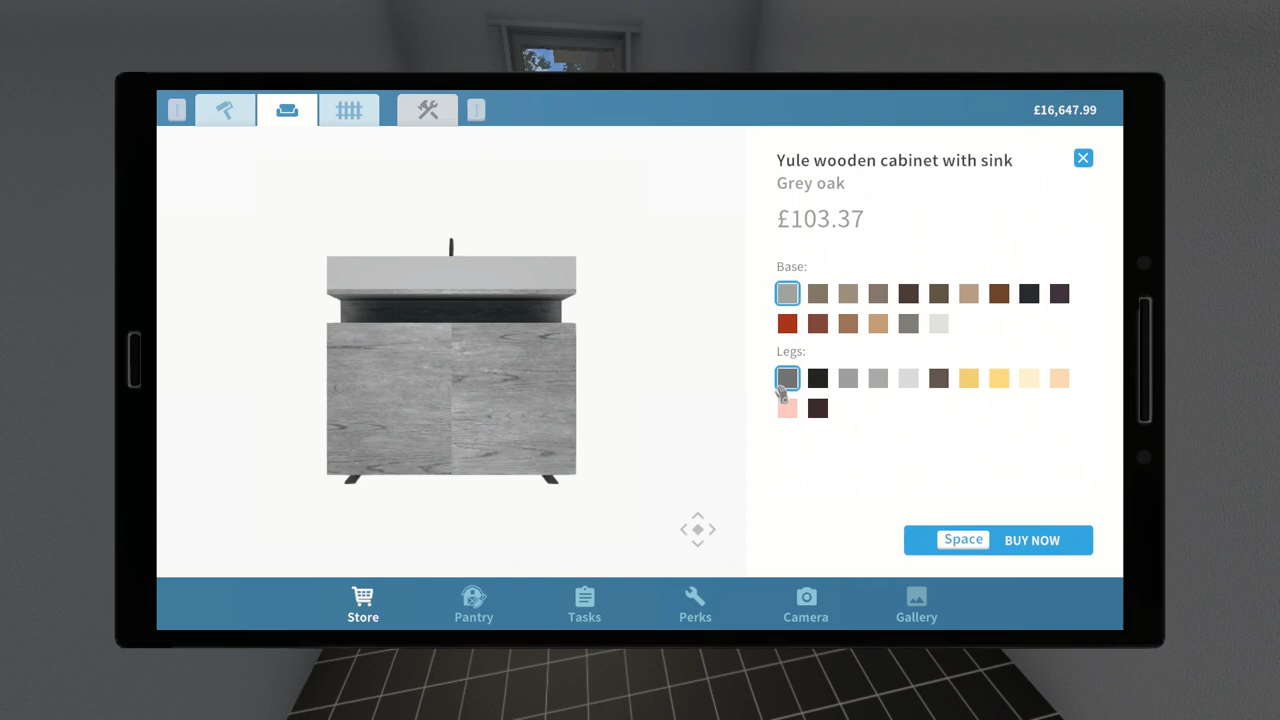 £16,647.99
Yule wooden cabinet with sink
Grey oak
£103.37
Base:
Legs:
Space BUY NOW
Store Pantry Tasks Perks Camera Gallery